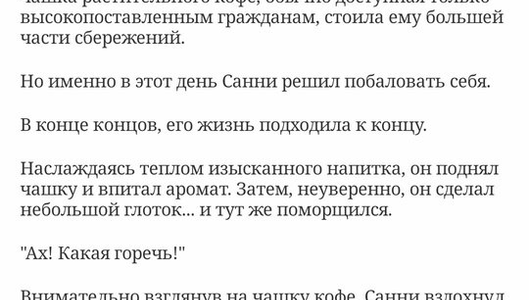 чашка растительного кофе, обычно доступная только
высокопоставленным гражданам, стоила ему большей
части сбережений.
Но именно в этот день Санни решил побаловать себя.
В конце концов, его жизнь подходила к концу.
Наслаждаясь теплом изысканного напитка, он поднял
чашку и впитал аромат. Затем, неуверенно, он сделал
небольшой глоток... и тут же поморщился.
"Ах! Какая горечь!"
Внимательно взглянув на чашку кофе, Санни вздохнул